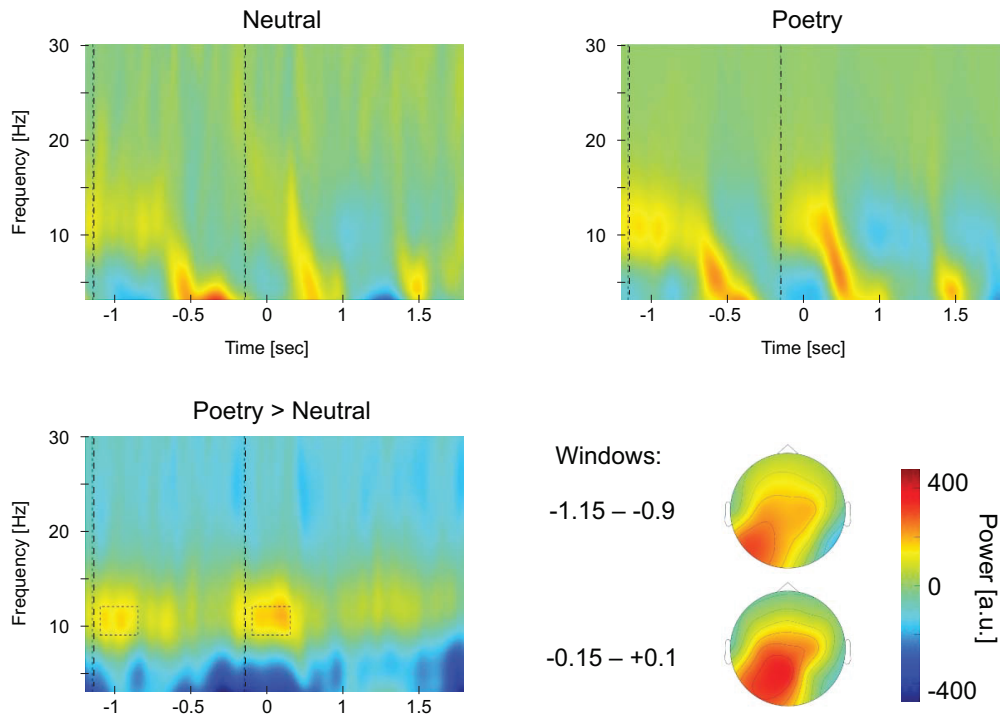 Neutral
30
20
10
Frequency [Hz]
-1 -0.5 0 1 1.5
Time [sec]
Poetry
30
20
10
-1 -0.5 0 1 1.5
Time [sec]
Poetry > Neutral
30
20
10
Frequency [Hz]
-1 -0.5 0 1 1.5
Windows:
-1.15 – -0.9
-0.15 – +0.1
400
0
-400
Power [a.u.]